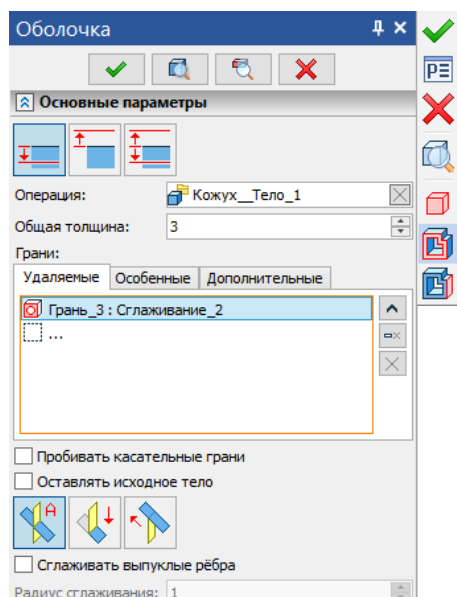 Оболочка
Основные параметры
Операция: Кожух__Тело_1
Общая толщина: 3
Грани:
Удаляемые Особенные Дополнительные
Грань_3 : Сглаживание_2
...
Пробивать касательные грани
Оставлять исходное тело
Сглаживать выпуклые рёбра
Радиус сглаживания: 1